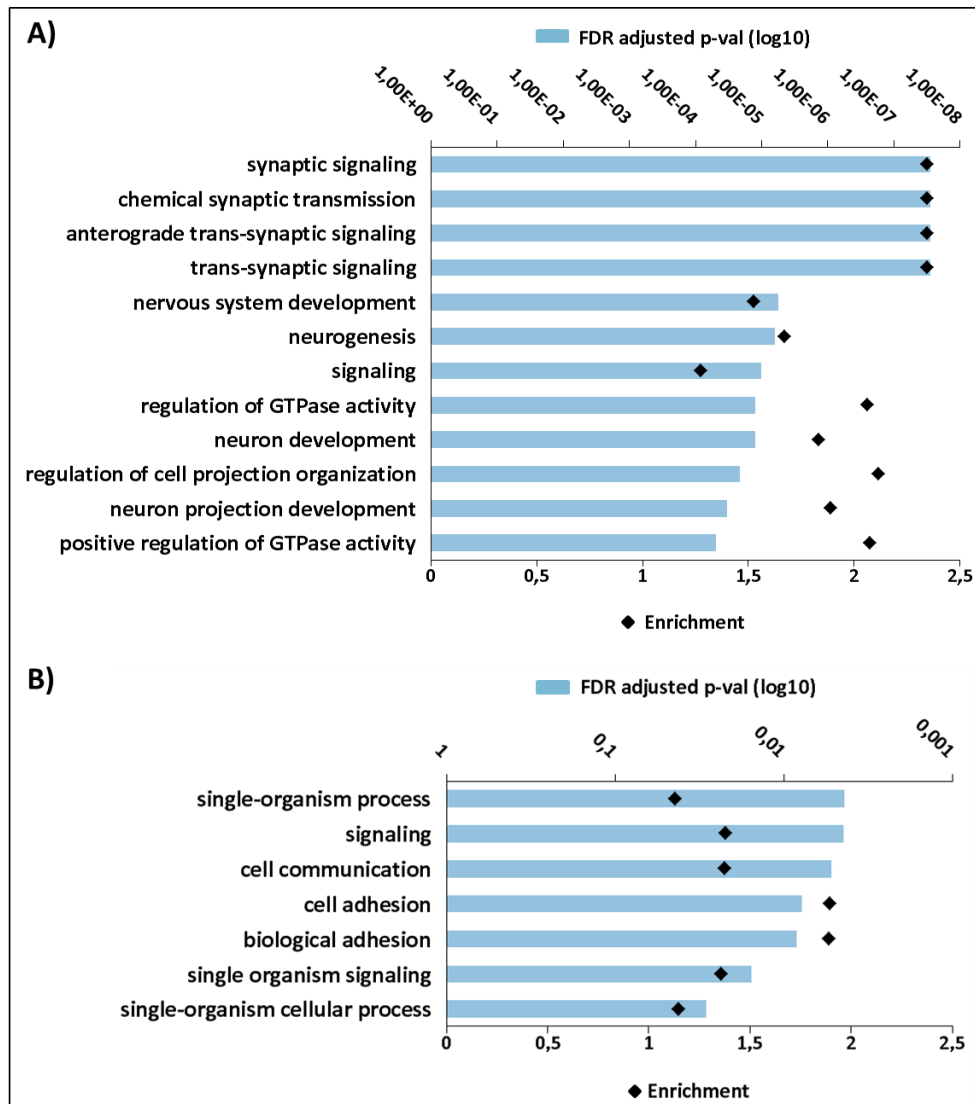 A)
FDR adjusted p-val (log10)
1,00E+00 1,00E-01 1,00E-02 1,00E-03 1,00E-04 1,00E-05 1,00E-06 1,00E-07 1,00E-08
synaptic signaling
chemical synaptic transmission
anterograde trans-synaptic signaling
trans-synaptic signaling
nervous system development
neurogenesis
signaling
regulation of GTPase activity
neuron development
regulation of cell projection organization
neuron projection development
positive regulation of GTPase activity
0 0,5 1 1,5 2 2,5
Enrichment
B)
FDR adjusted p-val (log10)
1 0,1 0,01 0,001
single-organism process
signaling
cell communication
cell adhesion
biological adhesion
single organism signaling
single-organism cellular process
0 0,5 1 1,5 2 2,5
Enrichment